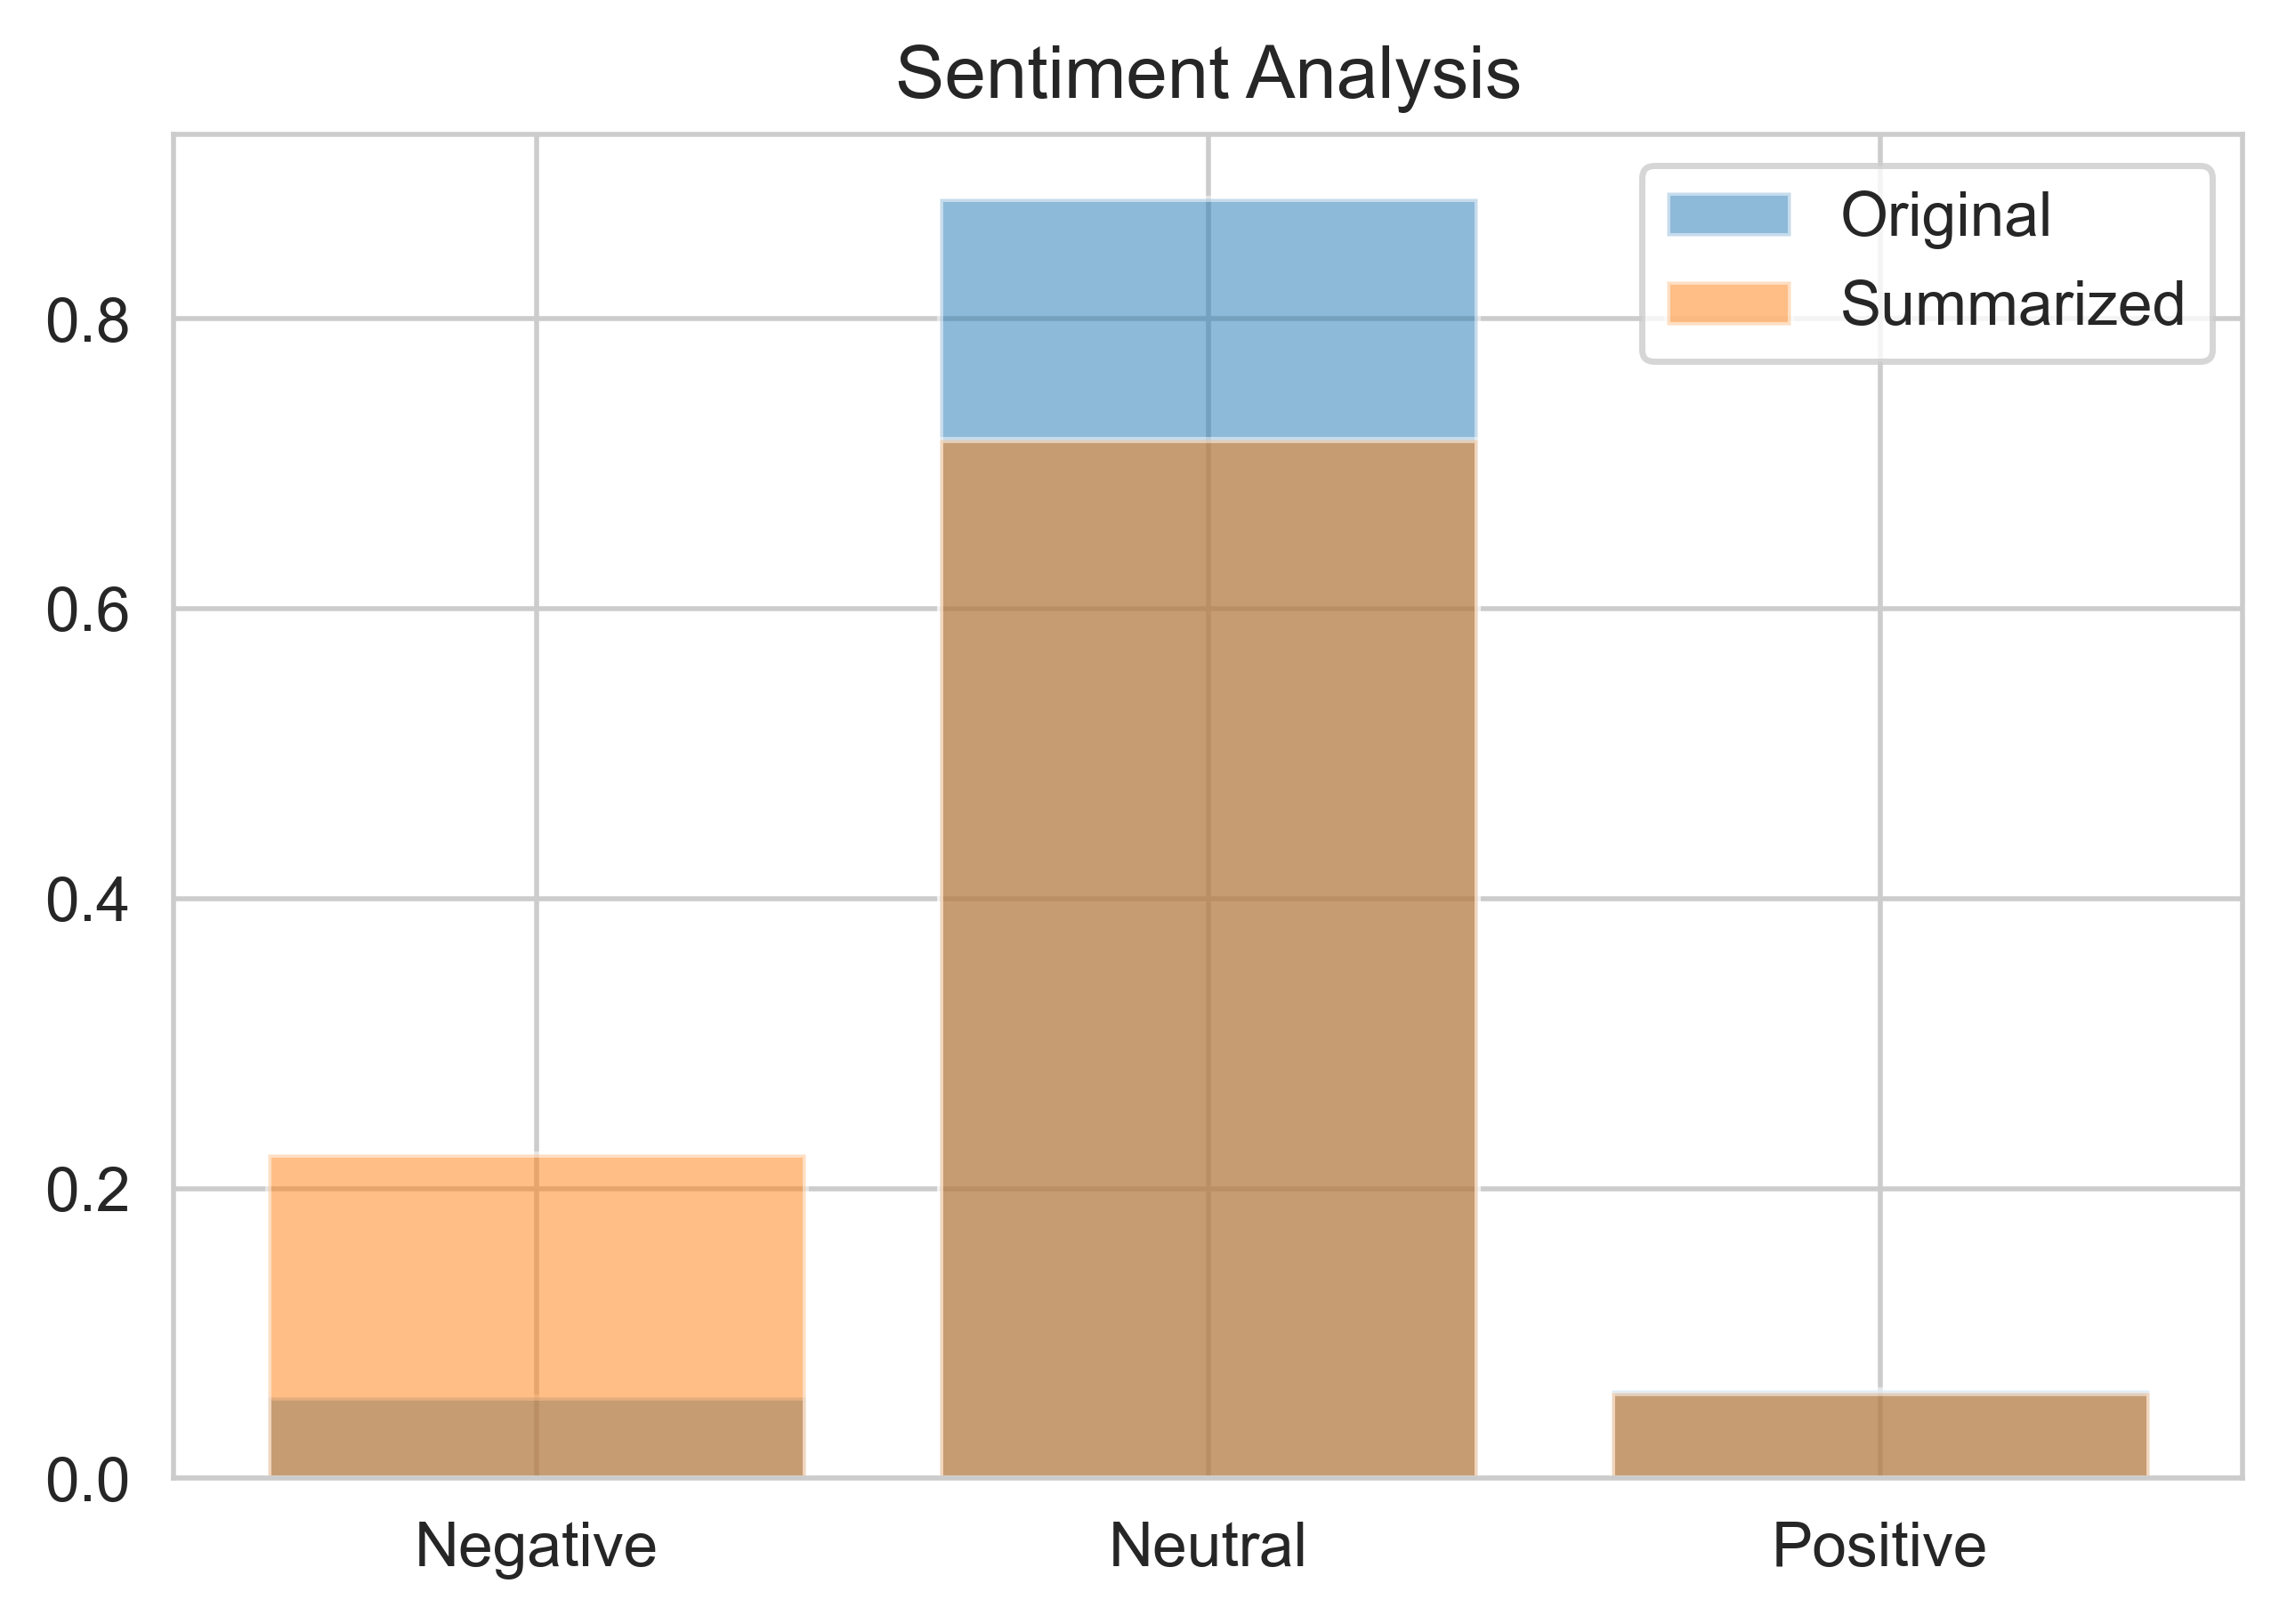 Sentiment Analysis
Original
Summarized
0.8
0.6
0.4
0.2
0.0
Negative Neutral Positive